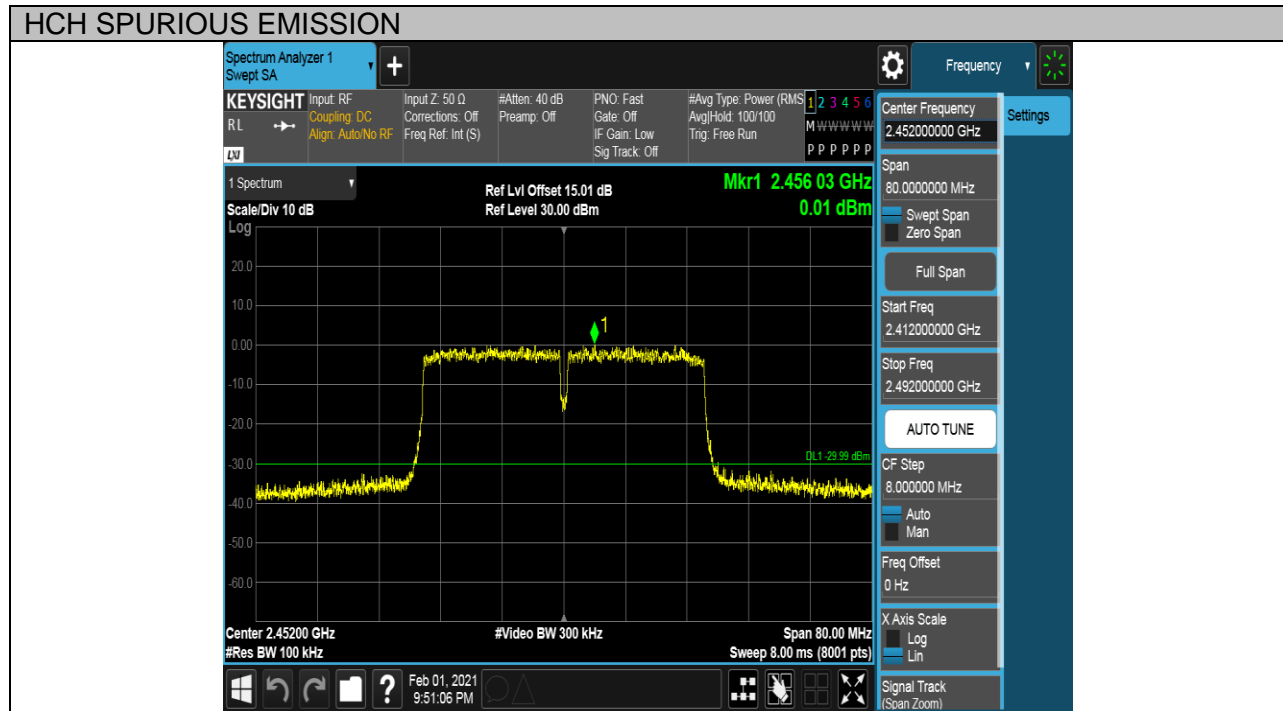 HCH SPURIOUS EMISSION
Spectrum Analyzer 1
Swept SA
+
Frequency
KEYSIGHT
RL
LXI
Input: RF
Coupling: DC
Align: Auto/No RF
Input Z: 50 Ω
Corrections: Off
Freq Ref: Int (S)
#Atten: 40 dB
Preamp: Off
PNO: Fast
Gate: Off
IF Gain: Low
Sig Track: Off
#Avg Type: Power (RMS
Avg|Hold: 100/100
Trig: Free Run
1 2 3 4 5 6
M W W W W W
P P P P P P
1 Spectrum
Scale/Div 10 dB
Log
Ref Lvl Offset 15.01 dB
Ref Level 30.00 dBm
Mkr1 2.456 03 GHz
0.01 dBm
20.0
10.0
0.00
-10.0
-20.0
-30.0
-40.0
-50.0
-60.0
1
DL1 -29.99 dBm
Center 2.45200 GHz
#Res BW 100 kHz
#Video BW 300 kHz
Span 80.00 MHz
Sweep 8.00 ms (8001 pts)
?
Feb 01, 2021
9:51:06 PM
Center Frequency
2.452000000 GHz
Span
80.0000000 MHz
Swept Span
Zero Span
Full Span
Start Freq
2.412000000 GHz
Stop Freq
2.492000000 GHz
AUTO TUNE
CF Step
8.000000 MHz
Auto
Man
Freq Offset
0 Hz
X Axis Scale
Log
Lin
Signal Track
(Span Zoom)
Settings